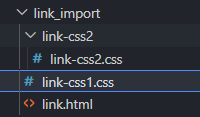 link_import
link-css2
# link-css2.css
# link-css1.css
<> link.html